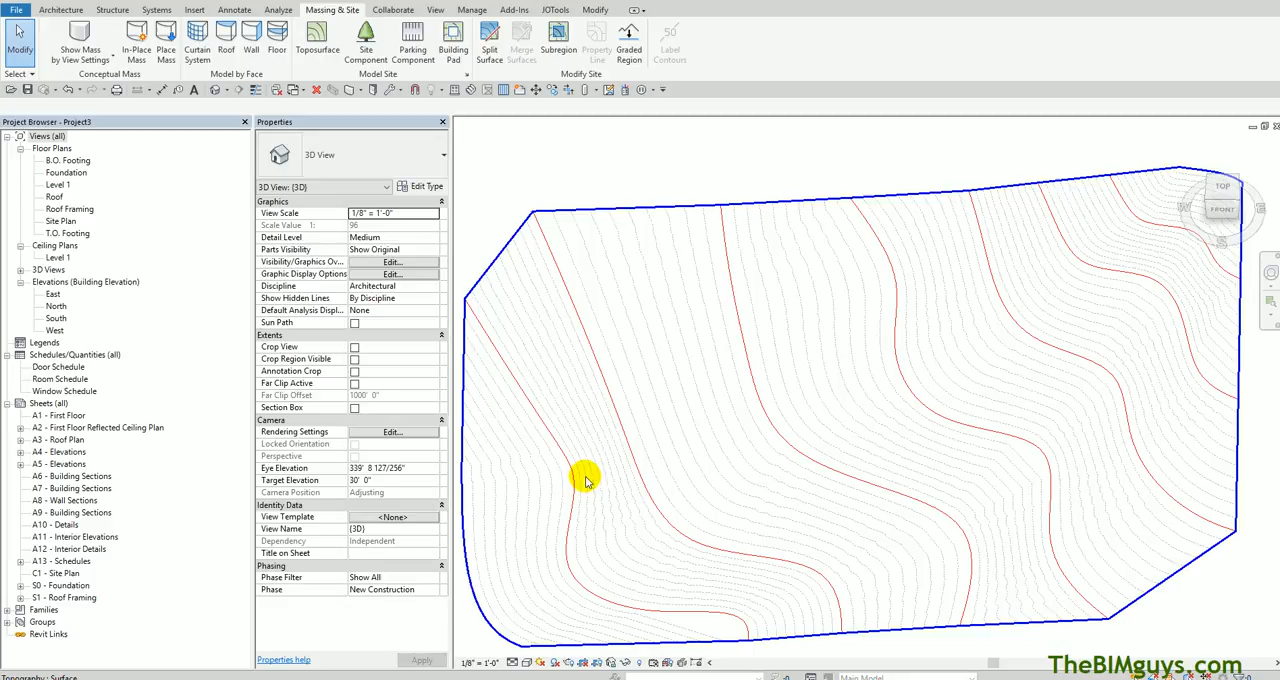 File Architecture Structure Systems Insert Annotate Analyze Massing & Site Collaborate View Manage Add-Ins JOTools Modify
Modify
Show Mass
by View Settings
In-Place
Mass
Place
Mass
Curtain
System
Roof
Wall
Floor
Toposurface
Site
Component
Parking
Component
Building
Pad
Split
Surface
Merge
Surfaces
Subregion
Property
Line
Graded
Region
50
Label
Contours
Select
Conceptual Mass
Model by Face
Model Site
Modify Site
Project Browser - Project3
Views (all)
Floor Plans
B.O. Footing
Foundation
Level 1
Roof
Roof Framing
Site Plan
T.O. Footing
Ceiling Plans
Level 1
3D Views
Elevations (Building Elevation)
East
North
South
West
Legends
Schedules/Quantities (all)
Door Schedule
Room Schedule
Window Schedule
Sheets (all)
A1 - First Floor
A2 - First Floor Reflected Ceiling Plan
A3 - Roof Plan
A4 - Elevations
A5 - Elevations
A6 - Building Sections
A7 - Building Sections
A8 - Wall Sections
A9 - Building Sections
A10 - Details
A11 - Interior Elevations
A12 - Interior Details
A13 - Schedules
C1 - Site Plan
S0 - Foundation
S1 - Roof Framing
Families
Groups
Revit Links
Properties
3D View
3D View: {3D}
Edit Type
Graphics
View Scale 1/8" = 1'-0"
Scale Value 1: 96
Detail Level Medium
Parts Visibility Show Original
Visibility/Graphics Ov... Edit...
Graphic Display Options Edit...
Discipline Architectural
Show Hidden Lines By Discipline
Default Analysis Displ... None
Sun Path
Extents
Crop View
Crop Region Visible
Annotation Crop
Far Clip Active
Far Clip Offset 1000' 0"
Section Box
Camera
Rendering Settings Edit...
Locked Orientation
Perspective
Eye Elevation 339' 8 127/256"
Target Elevation 30' 0"
Camera Position Adjusting
Identity Data
View Template <None>
View Name {3D}
Dependency Independent
Title on Sheet
Phasing
Phase Filter Show All
Phase New Construction
Properties help
Apply
TOP
FRONT
W
E
S
1/8" = 1'-0"
TheBIMguys.com
Topography : Surface
Main Model